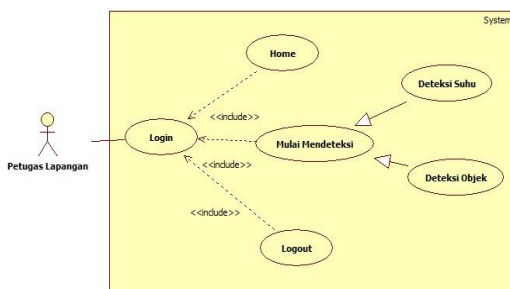 System
Home
Deteksi Suhu
<<include>>
Login
Mulai Mendeteksi
Petugas Lapangan
<<include>>
Deteksi Objek
<<include>>
Logout